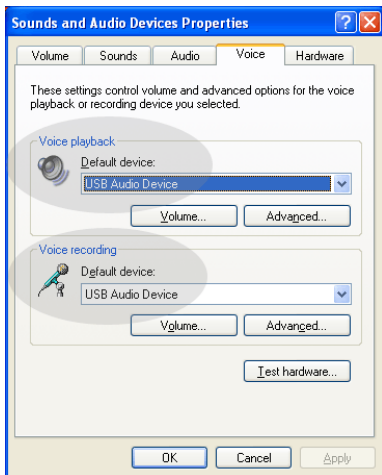 Sounds and Audio Devices Properties
Volume Sounds Audio Voice Hardware
These settings control volume and advanced options for the voice
playback or recording device you selected.
Voice playback
Default device:
USB Audio Device
Volume... Advanced...
Voice recording
Default device:
USB Audio Device
Volume... Advanced...
Test hardware...
OK Cancel Apply